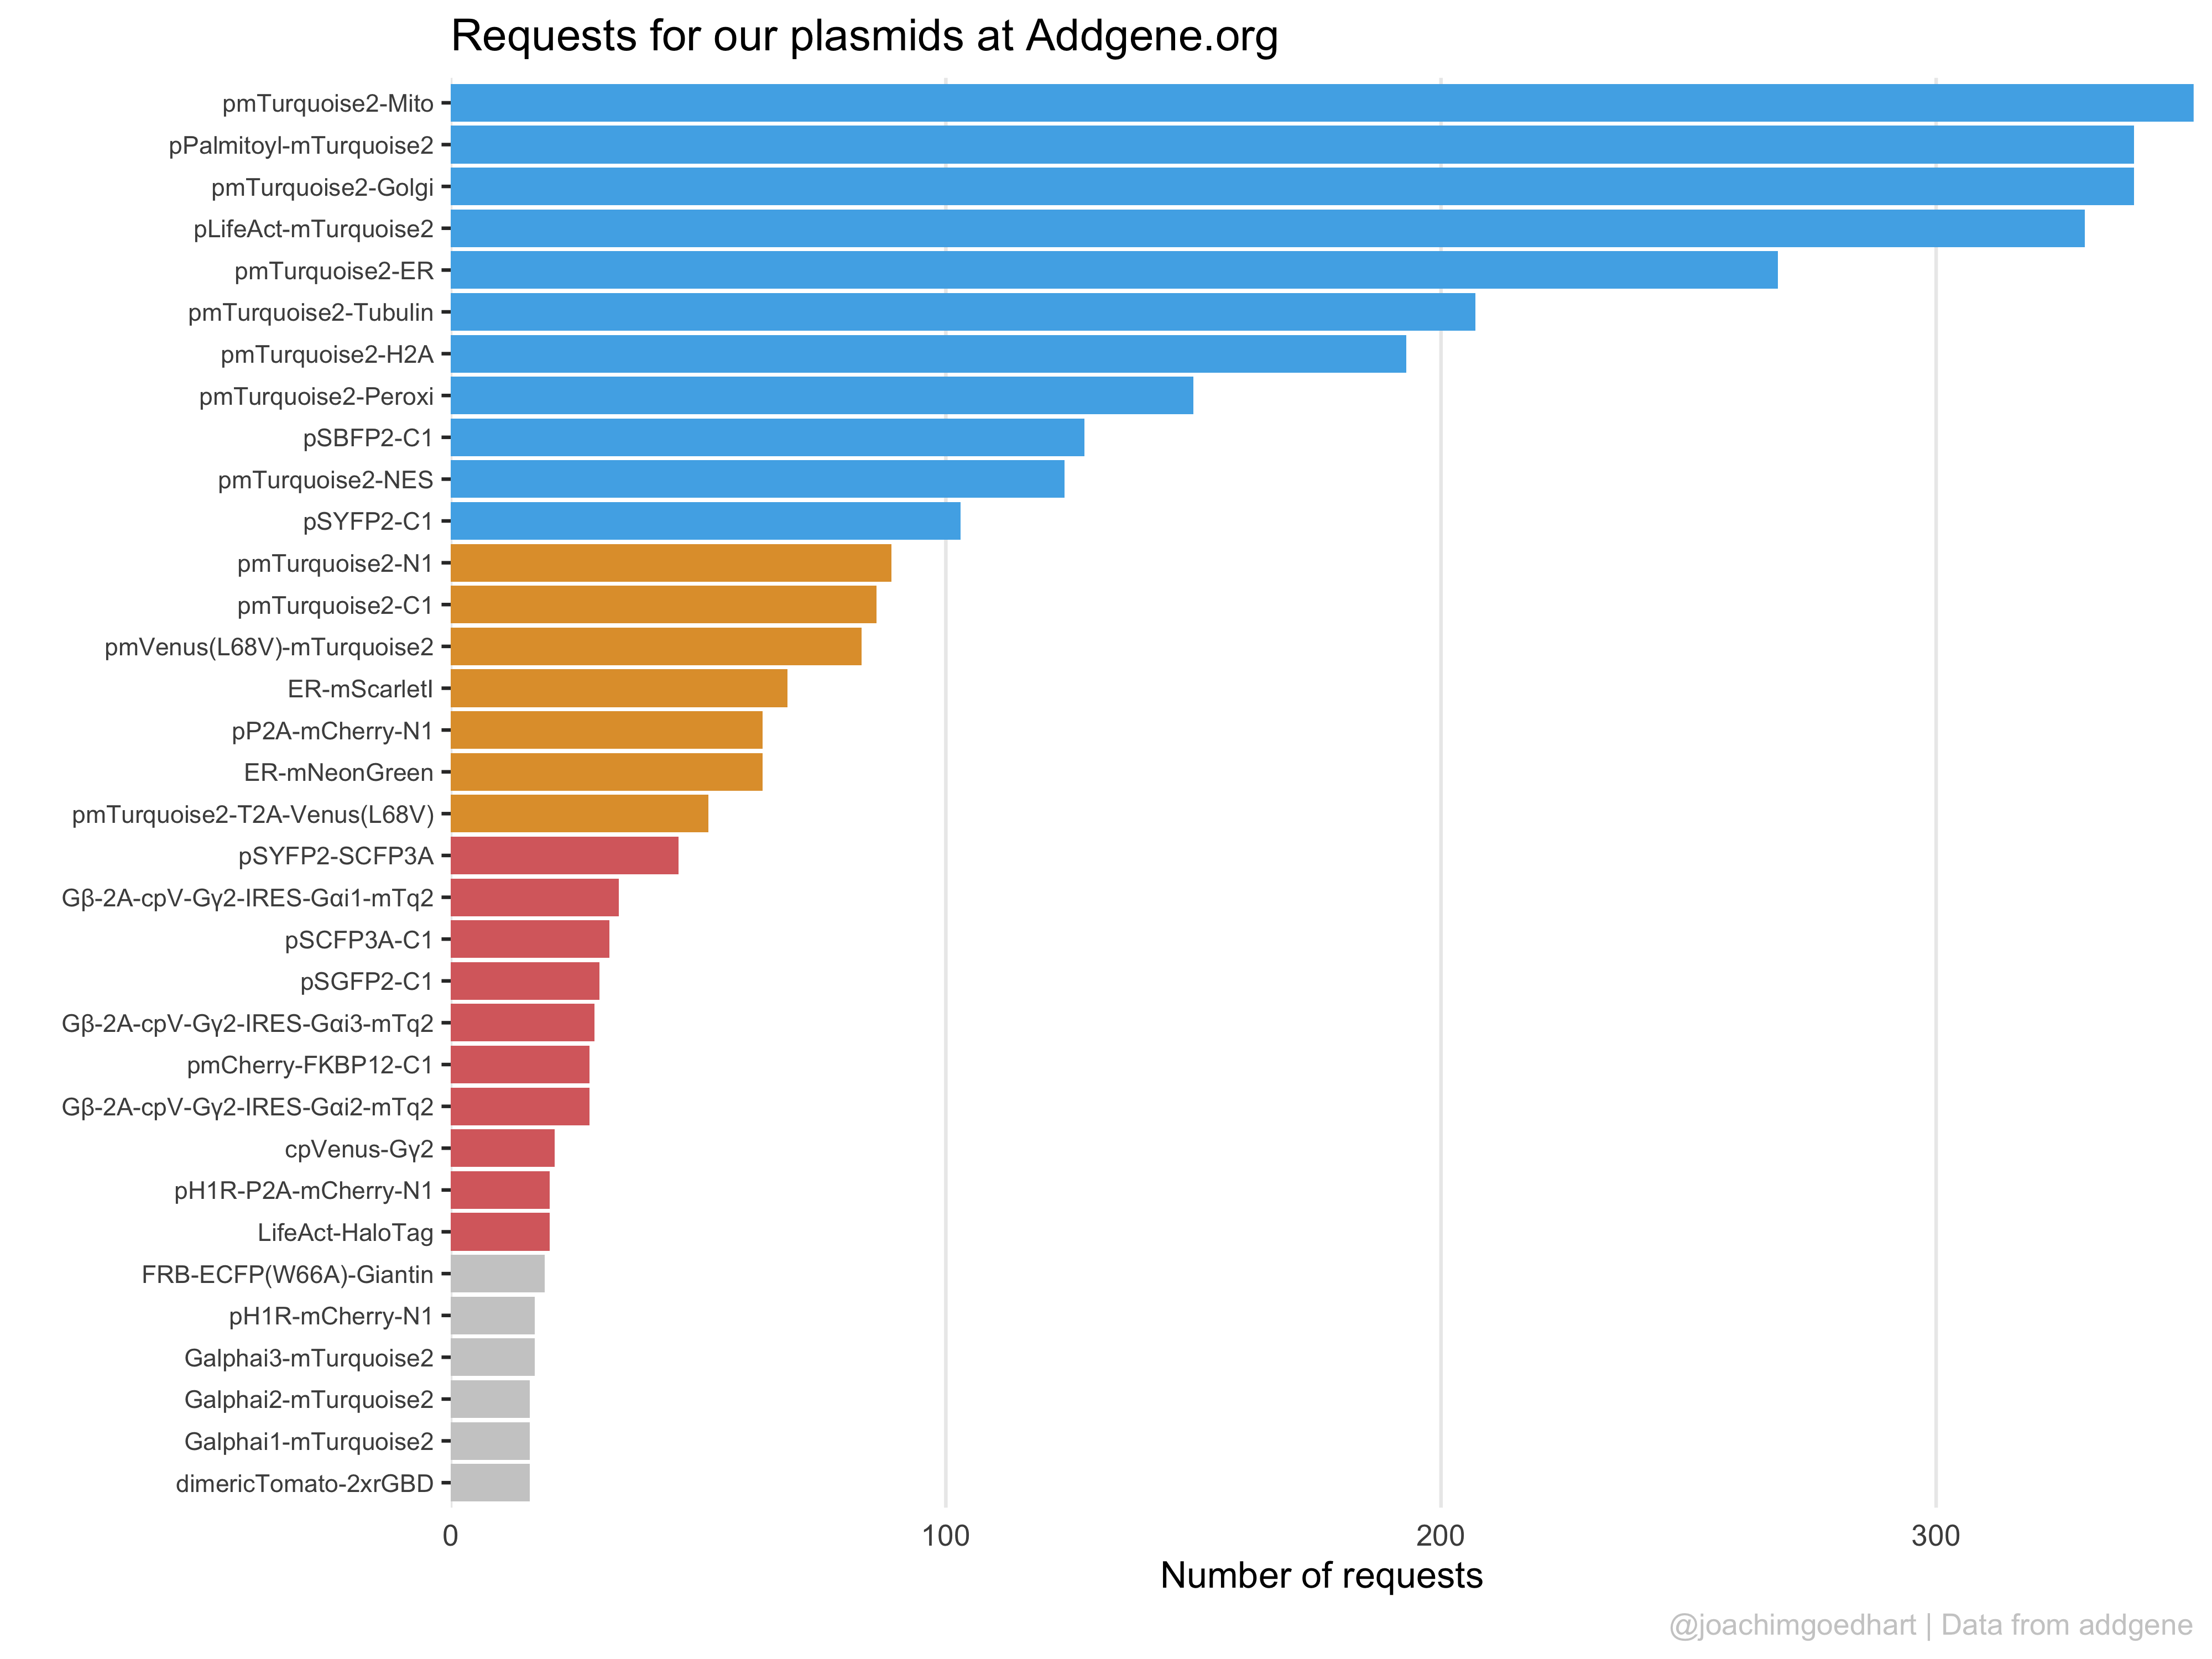 Requests for our plasmids at Addgene.org
pmTurquoise2-Mito
pPalmitoyl-mTurquoise2
pmTurquoise2-Golgi
pLifeAct-mTurquoise2
pmTurquoise2-ER
pmTurquoise2-Tubulin
pmTurquoise2-H2A
pmTurquoise2-Peroxi
pSBFP2-C1
pmTurquoise2-NES
pSYFP2-C1
pmTurquoise2-N1
pmTurquoise2-C1
pmVenus(L68V)-mTurquoise2
ER-mScarletI
pP2A-mCherry-N1
ER-mNeonGreen
pmTurquoise2-T2A-Venus(L68V)
pSYFP2-SCFP3A
Gβ-2A-cpV-Gγ2-IRES-Gαi1-mTq2
pSCFP3A-C1
pSGFP2-C1
Gβ-2A-cpV-Gγ2-IRES-Gαi3-mTq2
pmCherry-FKBP12-C1
Gβ-2A-cpV-Gγ2-IRES-Gαi2-mTq2
cpVenus-Gγ2
pH1R-P2A-mCherry-N1
LifeAct-HaloTag
FRB-ECFP(W66A)-Giantin
pH1R-mCherry-N1
Galphai3-mTurquoise2
Galphai2-mTurquoise2
Galphai1-mTurquoise2
dimericTomato-2xrGBD
0 100 200 300
Number of requests
@joachimgoedhart | Data from addgene